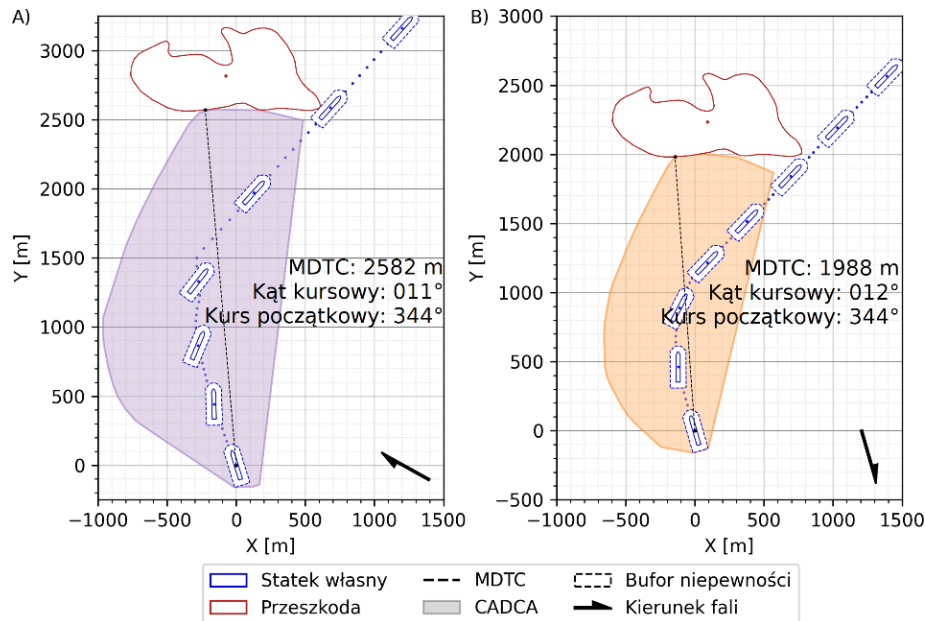 A)
3000
2500
2000
1500
1000
500
0
Y [m]
MDTC: 2582 m
Kąt kursowy: 011°
Kurs początkowy: 344°
−1000 −500 0 500 1000 1500
X [m]
B)
3000
2500
2000
1500
1000
500
0
−500
Y [m]
MDTC: 1988 m
Kąt kursowy: 012°
Kurs początkowy: 344°
−1000 −500 0 500 1000 1500
X [m]
Statek własny
Przeszkoda
MDTC
CADCA
Bufor niepewności
Kierunek fali